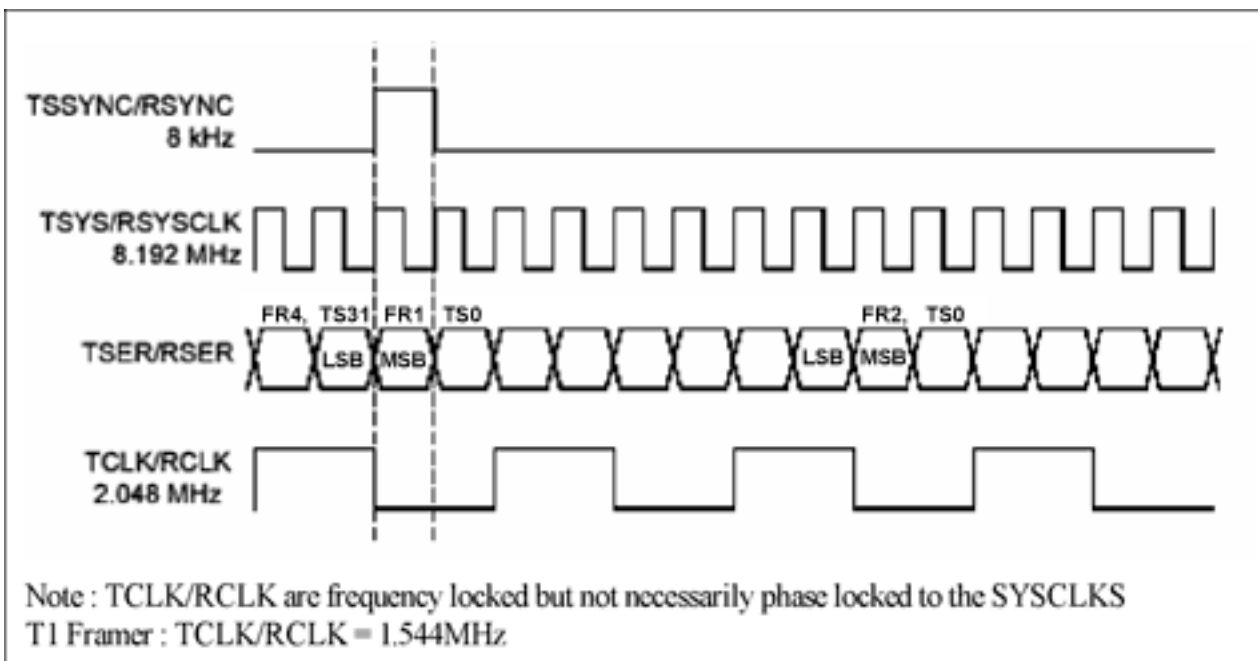 TSSYNC/RSYNC
8 kHz
TSYS/RSYSCLK
8.192 MHz
FR4, TS31 FR1 TS0 FR2, TS0
TSER/RSER LSB MSB LSB MSB
TCLK/RCLK
2.048 MHz
Note : TCLK/RCLK are frequency locked but not necessarily phase locked to the SYSCLKS
T1 Framer : TCLK/RCLK = 1.544MHz